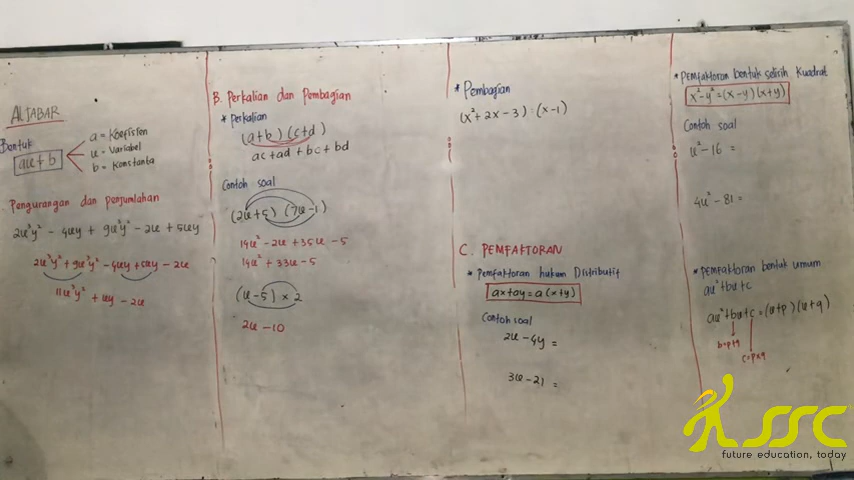 ALJABAR
Bentuk
ax + b
a = Koefisien
x = Variabel
b = Konstanta
Pengurangan dan penjumlahan
2x²y² - 4xy + 9x²y² - 2x + 5xy
2x²y² + 9x²y² - 4xy + 5xy - 2x
11x²y² + xy - 2x
B. Perkalian dan Pembagian
* Perkalian
(a+b) (c+d)
ac + ad + bc + bd
Contoh soal
(2x+5) (7x-1)
14x² - 2x + 35x - 5
14x² + 33x - 5
(x-5) × 2
2x - 10
* Pembagian
(x² + 2x - 3) : (x-1)
C. PEMFAKTORAN
* Pemfaktoran hukum Distributif
ax+ay = a(x+y)
Contoh soal
2x - 4y =
3x - 21 =
* Pemfaktoran bentuk selisih Kuadrat
x²-y² = (x-y) (x+y)
Contoh soal
x² - 16 =
4x² - 81 =
* Pemfaktoran bentuk umum
ax²+bx+c
ax²+bx+c = (x+p) (x+q)
b=p+q
c=p×q
SSC
future education, today